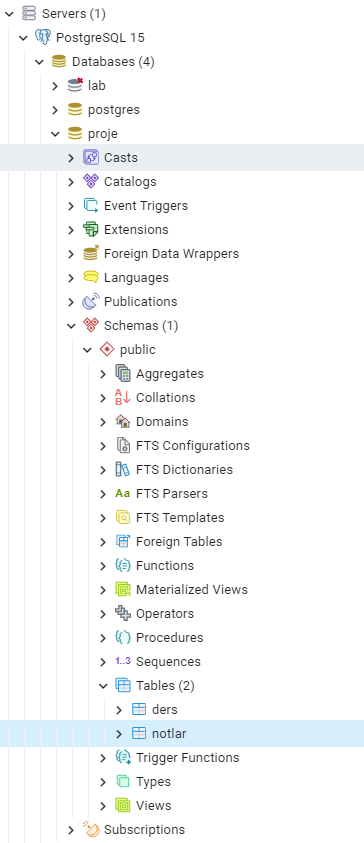 Servers (1)
PostgreSQL 15
Databases (4)
lab
postgres
proje
Casts
Catalogs
Event Triggers
Extensions
Foreign Data Wrappers
Languages
Publications
Schemas (1)
public
Aggregates
Collations
Domains
FTS Configurations
FTS Dictionaries
Aa FTS Parsers
FTS Templates
Foreign Tables
Functions
Materialized Views
Operators
Procedures
1..3 Sequences
Tables (2)
ders
notlar
Trigger Functions
Types
Views
Subscriptions